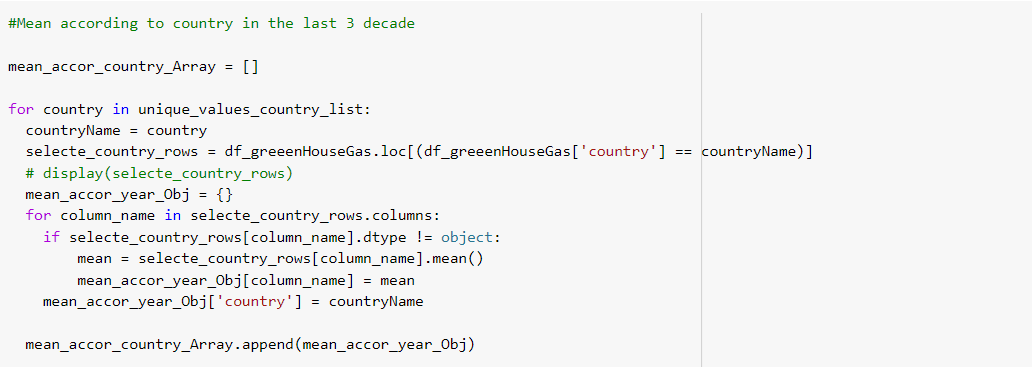 #Mean according to country in the last 3 decade
mean_accor_country_Array = []
for country in unique_values_country_list:
countryName = country
selecte_country_rows = df_greeenHouseGas.loc[(df_greeenHouseGas['country'] == countryName)]
# display(selecte_country_rows)
mean_accor_year_Obj = {}
for column_name in selecte_country_rows.columns:
if selecte_country_rows[column_name].dtype != object:
mean = selecte_country_rows[column_name].mean()
mean_accor_year_Obj[column_name] = mean
mean_accor_year_Obj['country'] = countryName
mean_accor_country_Array.append(mean_accor_year_Obj)